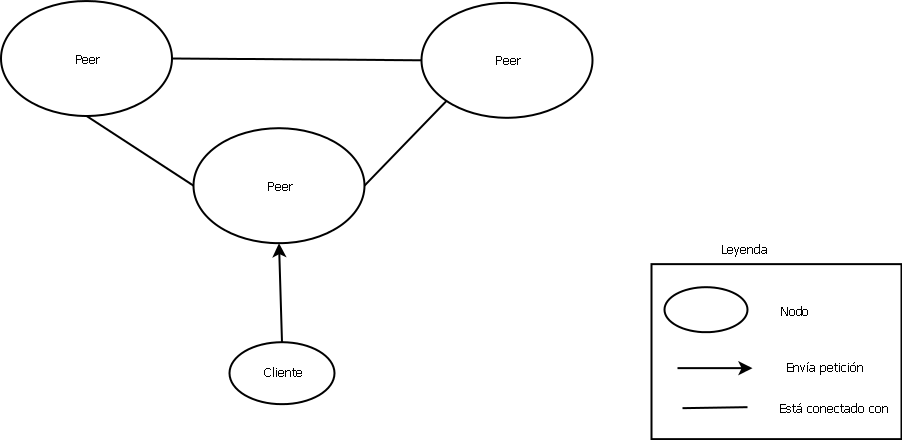 Peer
Peer
Peer
Cliente
Leyenda
Nodo
Envía petición
Está conectado con